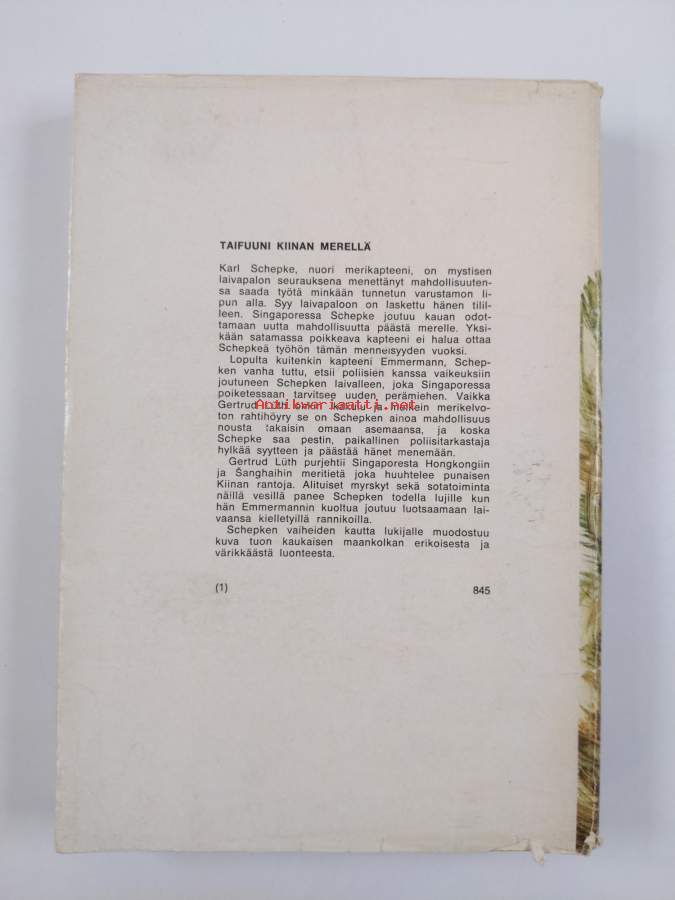 TAIFUUNI KIINAN MERELLÄ
Karl Schepke, nuori merikapteeni, on mystisen
laivapalon seurauksena menettänyt mahdollisuuten-
sa saada työtä minkään tunnetun varustamon li-
pun alla. Syy laivapaloon on laskettu hänen tilil-
leen. Singaporessa Schepke joutuu kauan odot-
tamaan uutta mahdollisuutta päästä merelle. Yksi-
kään satamassa poikkeava kapteeni ei halua ottaa
Schepkeä työhön tämän menneisyyden vuoksi.
Lopulta kuitenkin kapteeni Emmermann, Schep-
ken vanha tuttu, etsii poliisien kanssa vaikeuksiin
joutuneen Schepken laivalleen, joka Singaporessa
poiketessaan tarvitsee uuden perämiehen. Vaikka
Gertrud Lüth ja melkein merikelvo-
Antikvariaatti.net
ton rahtihöyry se on Schepken ainoa mahdollisuus
nousta takaisin omaan asemaansa, ja koska
Schepke saa pestin, paikallinen poliisitarkastaja
hylkää syytteen ja päästää hänet menemään.
Gertrud Lüth purjehtii Singaporesta Hongkongiin
ja Šanghaihin meritietä joka huuhtelee punaisen
Kiinan rantoja. Alituiset myrskyt sekä sotatoiminta
näillä vesillä panee Schepken todella lujille kun
hän Emmermannin kuoltua joutuu luotsaamaan lai-
vaansa kielletyillä rannikoilla.
Schepken vaiheiden kautta lukijalle muodostuu
kuva tuon kaukaisen maankolkan erikoisesta ja
värikkäästä luonteesta.
(1) 845